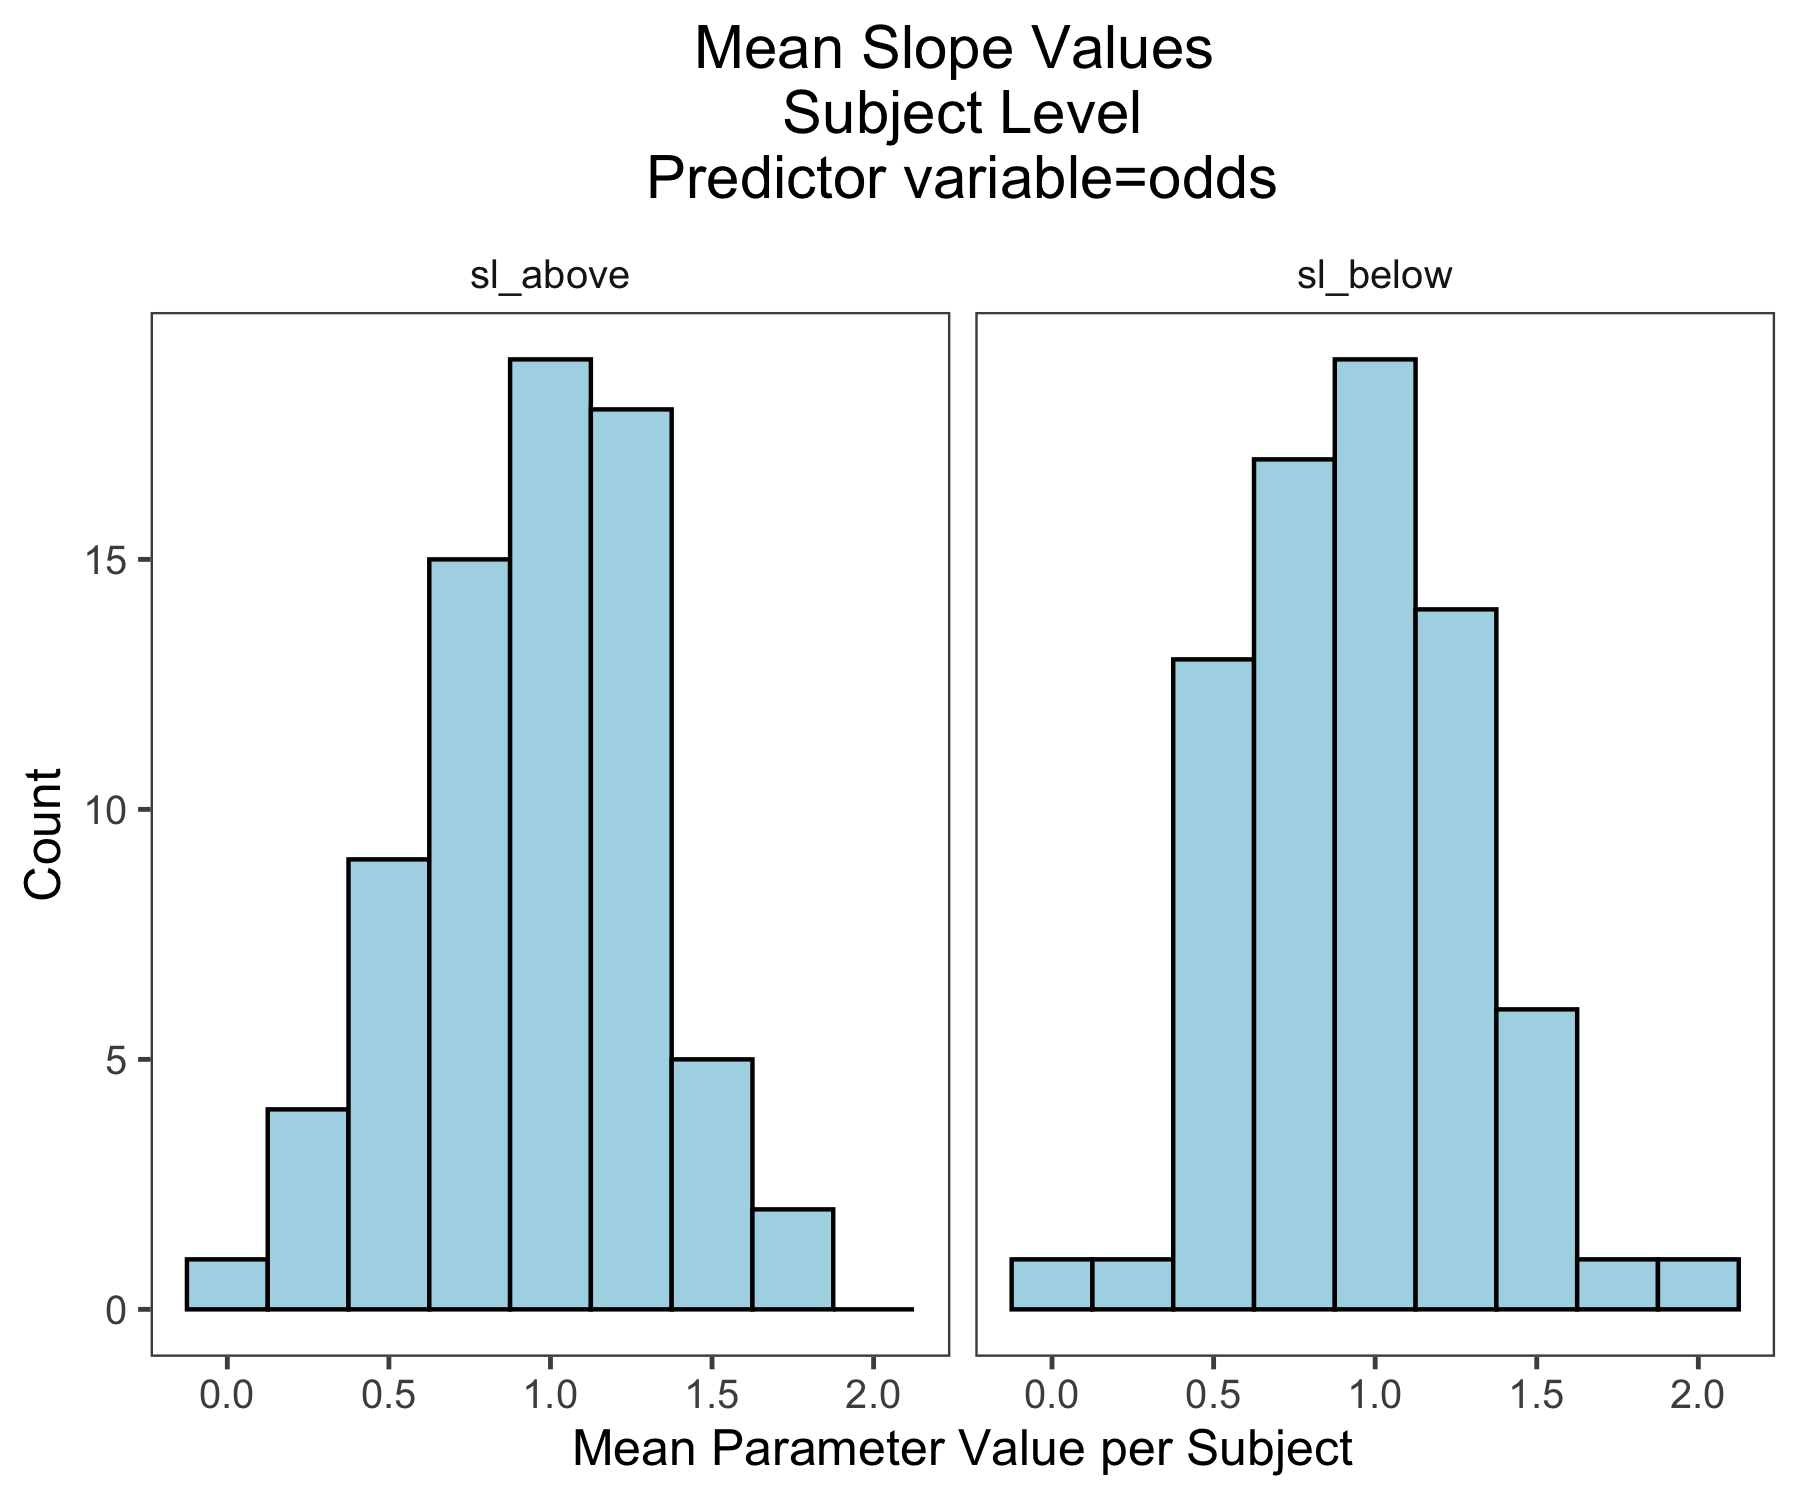 Mean Slope Values
Subject Level
Predictor variable=odds
sl_above
sl_below
Count
15
10
5
0
0.0 0.5 1.0 1.5 2.0
0.0 0.5 1.0 1.5 2.0
Mean Parameter Value per Subject